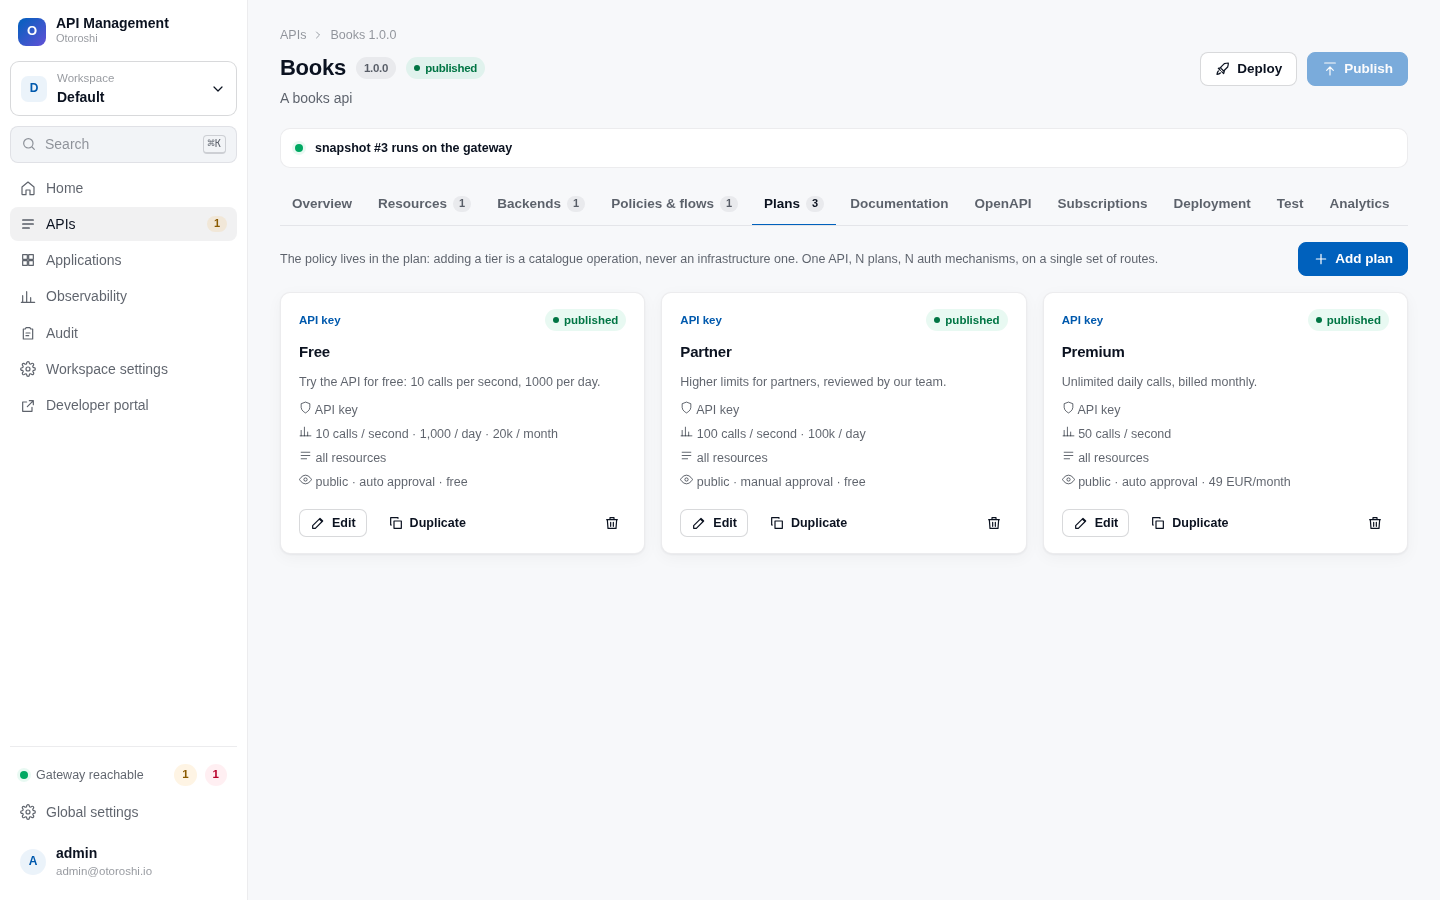 O
API Management
Otoroshi
D
Workspace
Default
Search
⌘K
Home
APIs
1
Applications
Observability
Audit
Workspace settings
Developer portal
Gateway reachable
1
1
Global settings
A
admin
admin@otoroshi.io
APIs
Books 1.0.0
Books
1.0.0
published
A books api
Deploy
Publish
snapshot #3 runs on the gateway
Overview
Resources 1
Backends 1
Policies & flows 1
Plans 3
Documentation
OpenAPI
Subscriptions
Deployment
Test
Analytics
The policy lives in the plan: adding a tier is a catalogue operation, never an infrastructure one. One API, N plans, N auth mechanisms, on a single set of routes.
Add plan
API key
published
Free
Try the API for free: 10 calls per second, 1000 per day.
API key
10 calls / second · 1,000 / day · 20k / month
all resources
public · auto approval · free
Edit
Duplicate
API key
published
Partner
Higher limits for partners, reviewed by our team.
API key
100 calls / second · 100k / day
all resources
public · manual approval · free
Edit
Duplicate
API key
published
Premium
Unlimited daily calls, billed monthly.
API key
50 calls / second
all resources
public · auto approval · 49 EUR/month
Edit
Duplicate